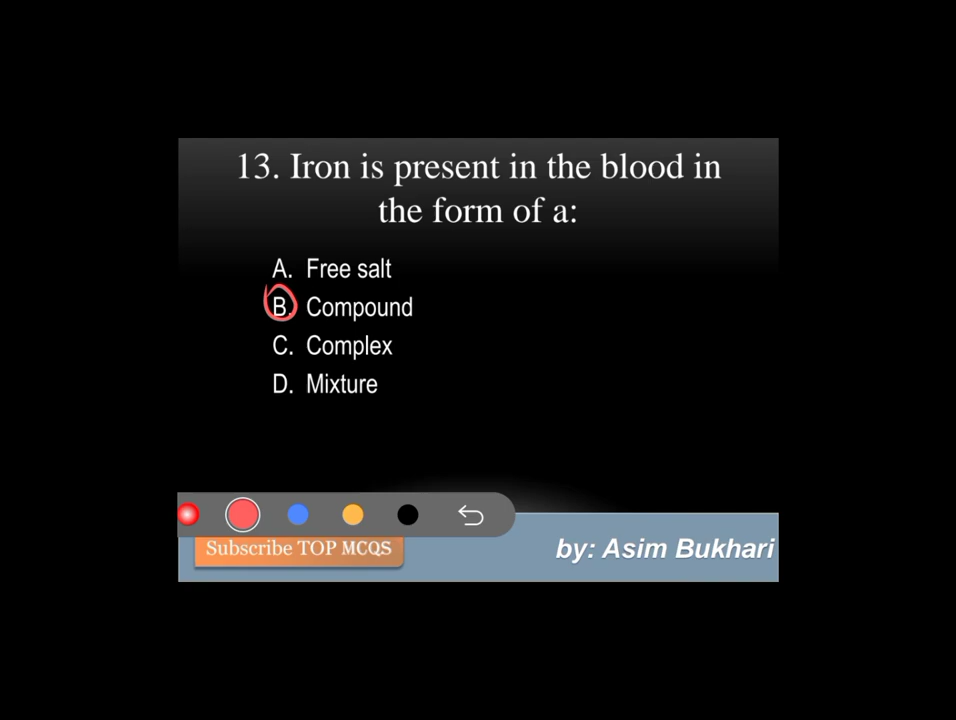 13. Iron is present in the blood in
the form of a:
A. Free salt
B. Compound
C. Complex
D. Mixture
Subscribe TOP MCQS
by: Asim Bukhari